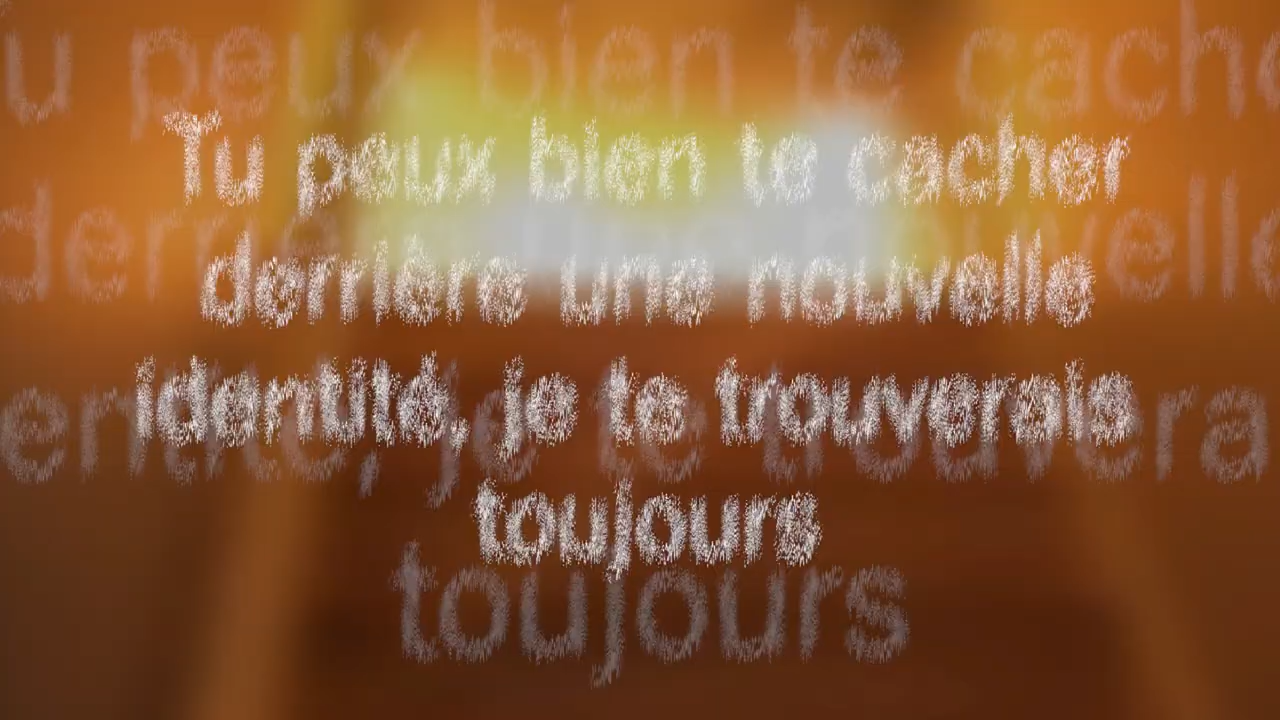 Tu peux bien te cacher
derrière une nouvelle
identité, je te trouverais
toujours